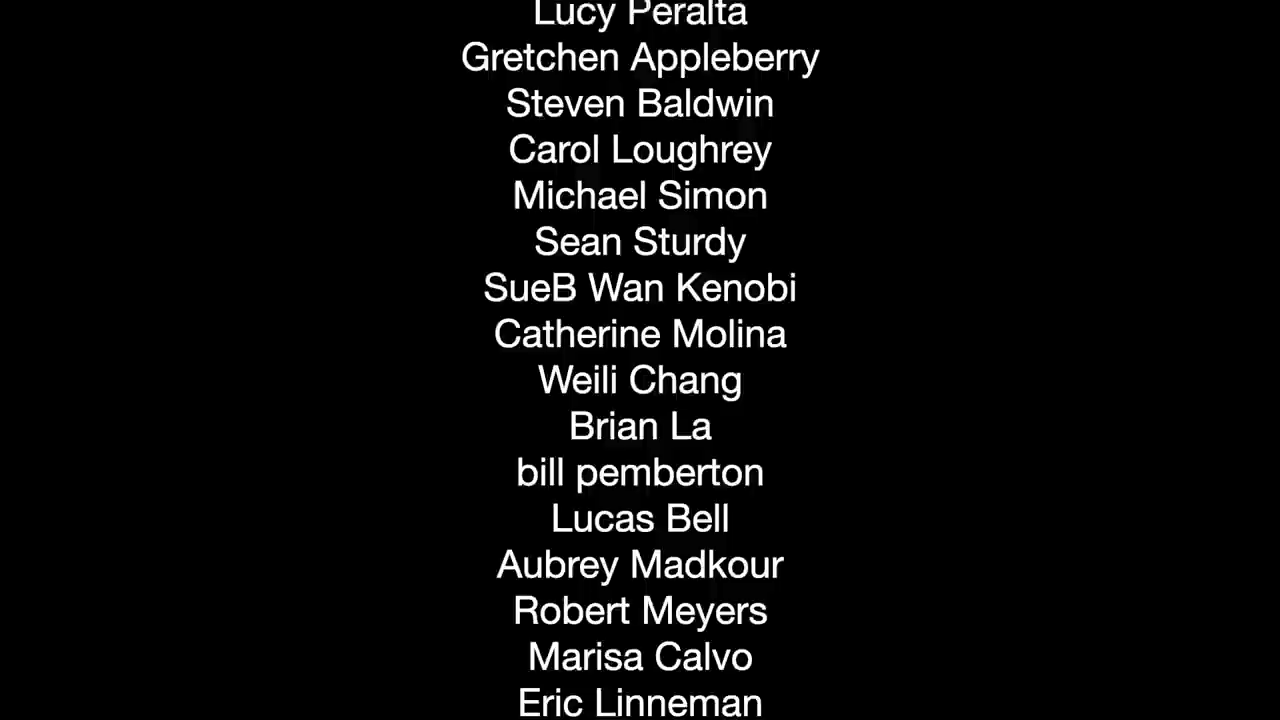 Lucy Peralta
Gretchen Appleberry
Steven Baldwin
Carol Loughrey
Michael Simon
Sean Sturdy
SueB Wan Kenobi
Catherine Molina
Weili Chang
Brian La
bill pemberton
Lucas Bell
Aubrey Madkour
Robert Meyers
Marisa Calvo
Eric Linneman